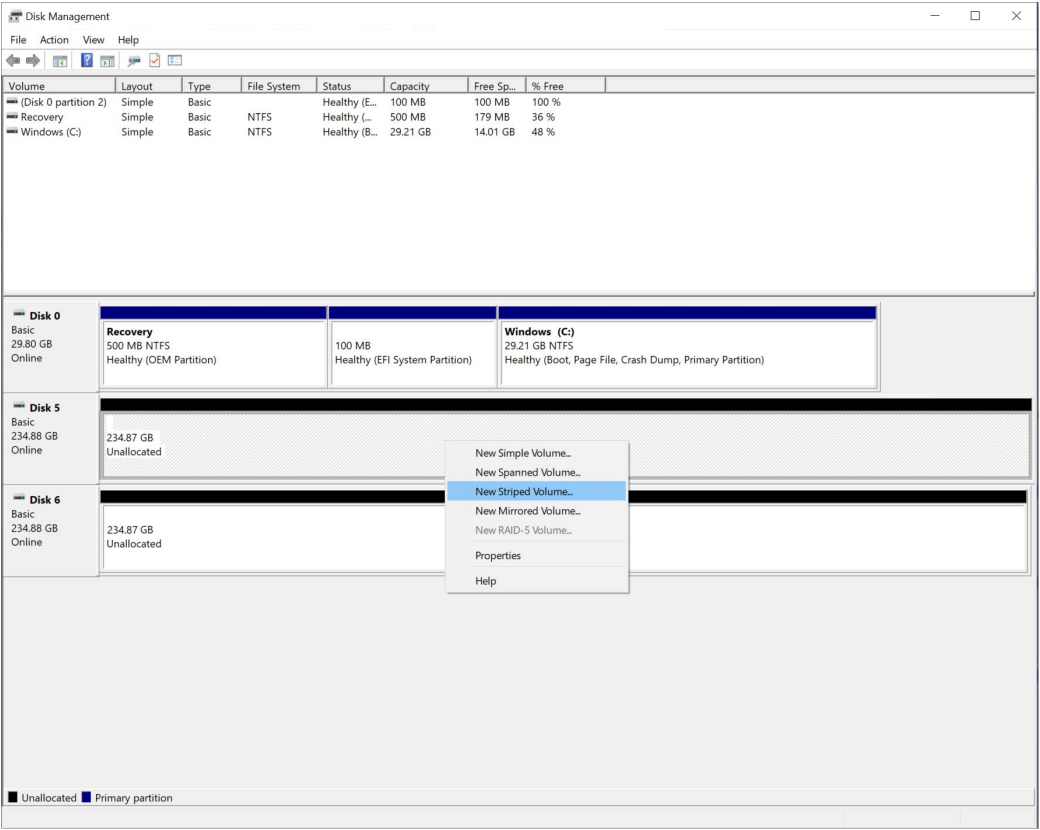 Disk Management
File Action View Help
Volume Layout Type File System Status Capacity Free Sp... % Free
(Disk 0 partition 2) Simple Basic Healthy (E... 100 MB 100 MB 100 %
Recovery Simple Basic NTFS Healthy (... 500 MB 179 MB 36 %
Windows (C:) Simple Basic NTFS Healthy (B... 29.21 GB 14.01 GB 48 %
Disk 0
Basic
29.80 GB
Online
Recovery
500 MB NTFS
Healthy (OEM Partition)
100 MB
Healthy (EFI System Partition)
Windows (C:)
29.21 GB NTFS
Healthy (Boot, Page File, Crash Dump, Primary Partition)
Disk 5
Basic
234.88 GB
Online
234.87 GB
Unallocated
New Simple Volume...
New Spanned Volume...
New Striped Volume...
New Mirrored Volume...
New RAID-5 Volume...
Properties
Help
Disk 6
Basic
234.88 GB
Online
234.87 GB
Unallocated
Unallocated Primary partition